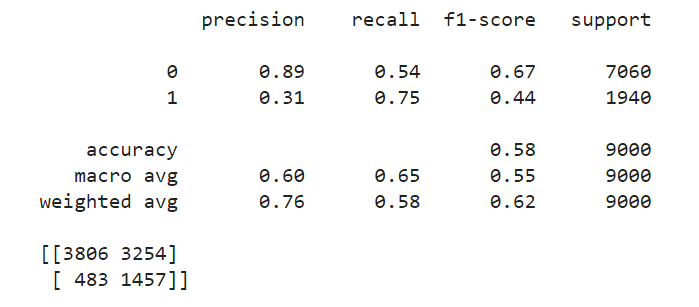 precision recall f1-score support
0 0.89 0.54 0.67 7060
1 0.31 0.75 0.44 1940
accuracy 0.58 9000
macro avg 0.60 0.65 0.55 9000
weighted avg 0.76 0.58 0.62 9000
[[3806 3254]
[ 483 1457]]